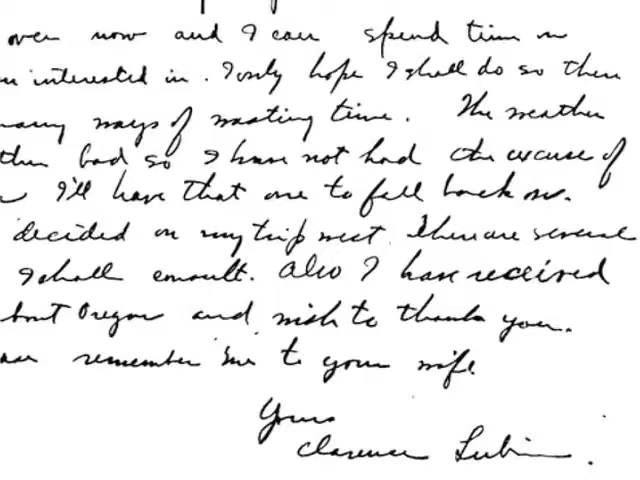 over now and I can spend time on
m interested in. I only hope I shall do so there
many ways of wasting time. The weather
then bad so I have not had the excuse of
I'll have that one to fall back on.
decided on my trip west. There are several
I shall consult. Also I have received
bout Oregon and wish to thank you.
remember me to your wife
Yours
Clarence Lubin.